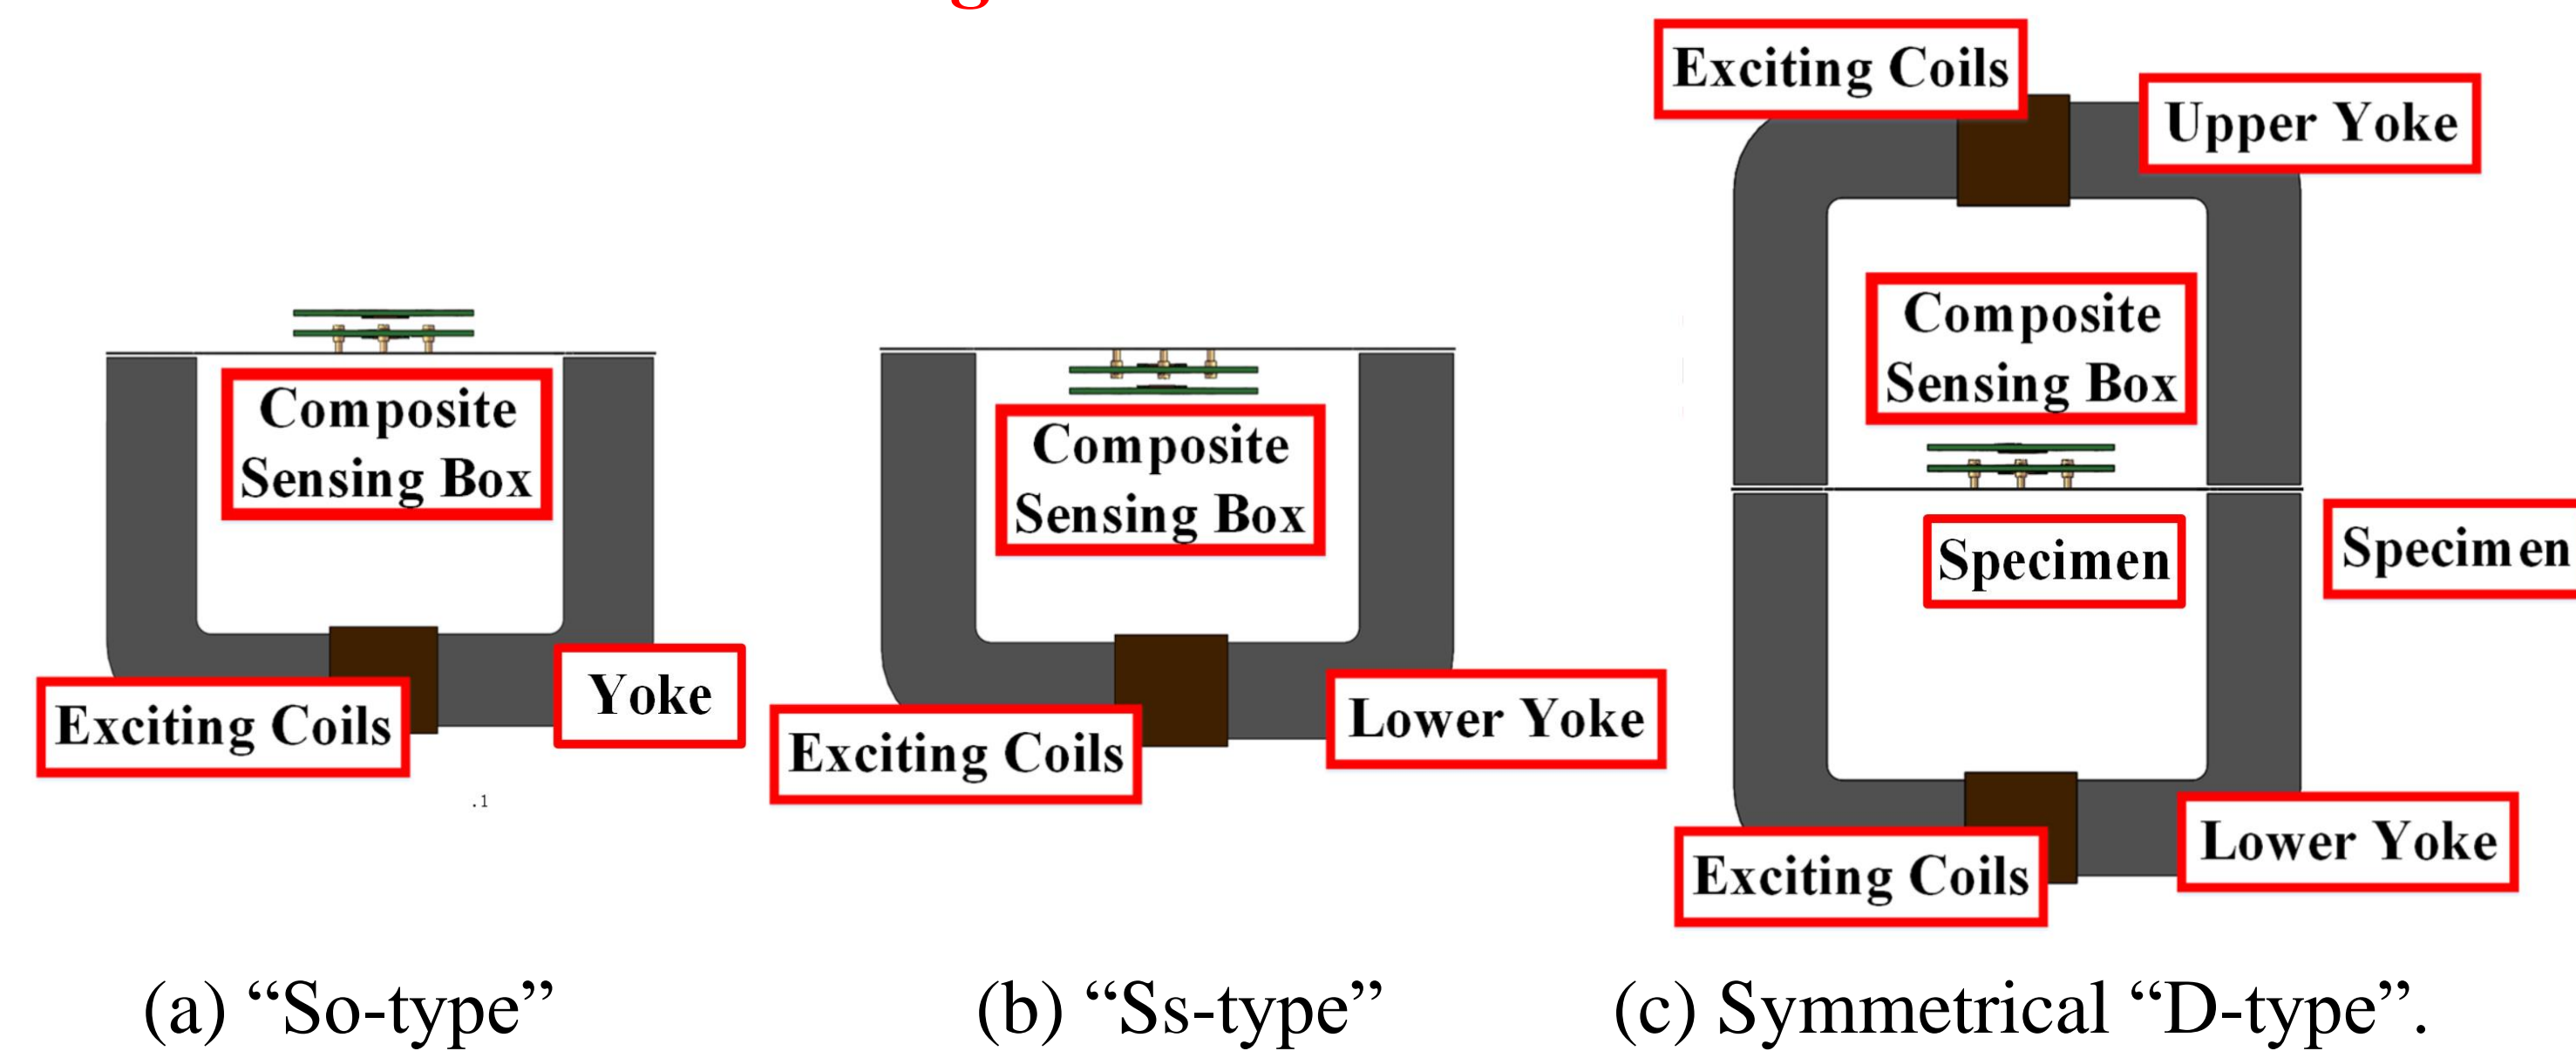 g
Composite
Sensing Box
Exciting Coils
Yoke
.1
(a) “So-type”
Composite
Sensing Box
Exciting Coils
Lower Yoke
(b) “Ss-type”
Exciting Coils
Upper Yoke
Composite
Sensing Box
Specimen
Specimen
Exciting Coils
Lower Yoke
(c) Symmetrical “D-type”.